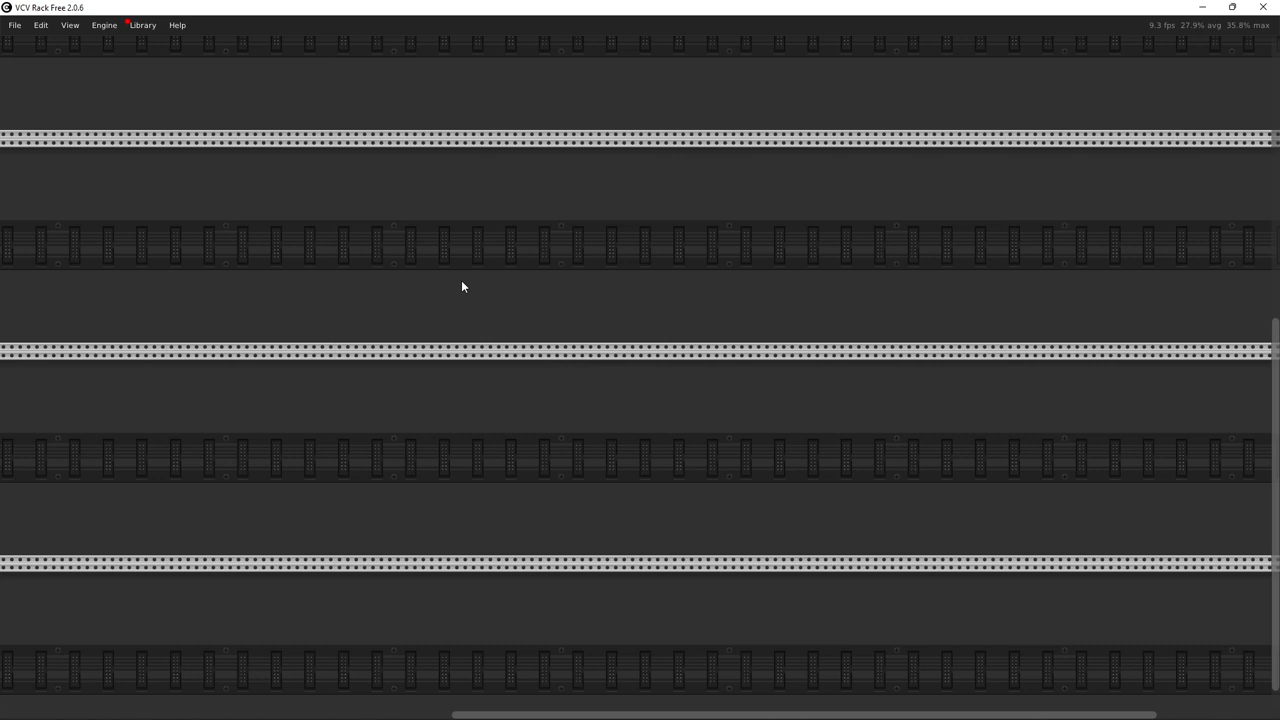 VCV Rack Free 2.0.6
File Edit View Engine Library Help 9.3 fps 27.9% avg 35.8% max